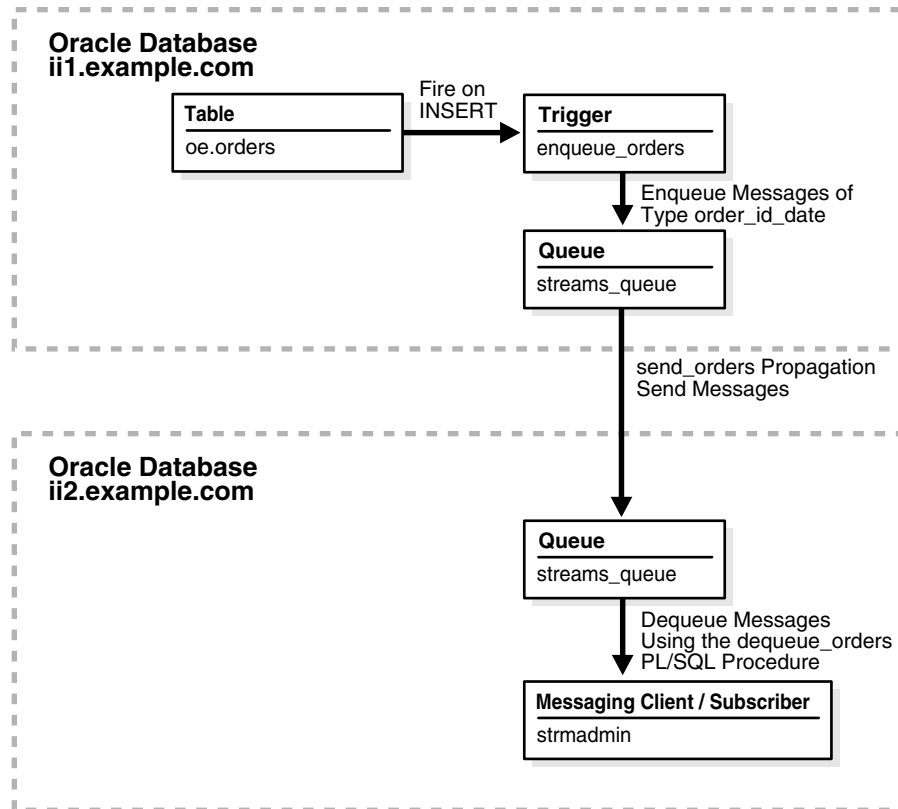 Oracle Database
ii1.example.com
Table
oe.orders
Fire on
INSERT
Trigger
enqueue_orders
Enqueue Messages of
Type order_id_date
Queue
streams_queue
send_orders Propagation
Send Messages
Oracle Database
ii2.example.com
Queue
streams_queue
Dequeue Messages
Using the dequeue_orders
PL/SQL Procedure
Messaging Client / Subscriber
strmadmin